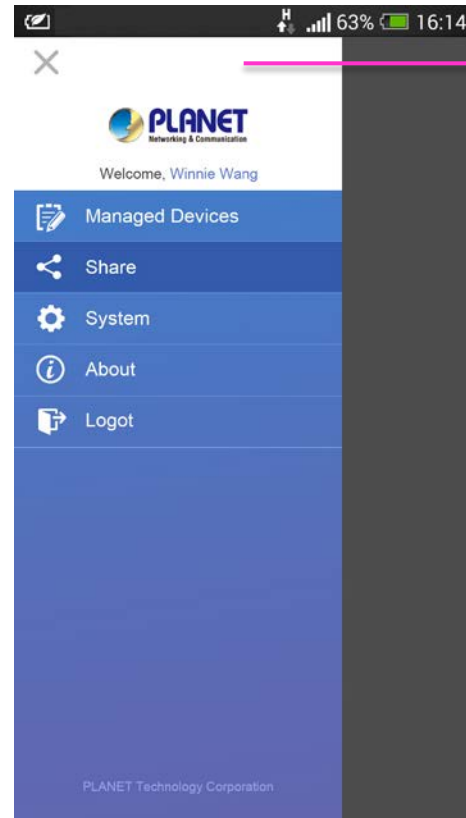 H 63% 16:14
PLANET
Networking & Communication
Welcome, Winnie Wang
Managed Devices
Share
System
About
Logot
PLANET Technology Corporation